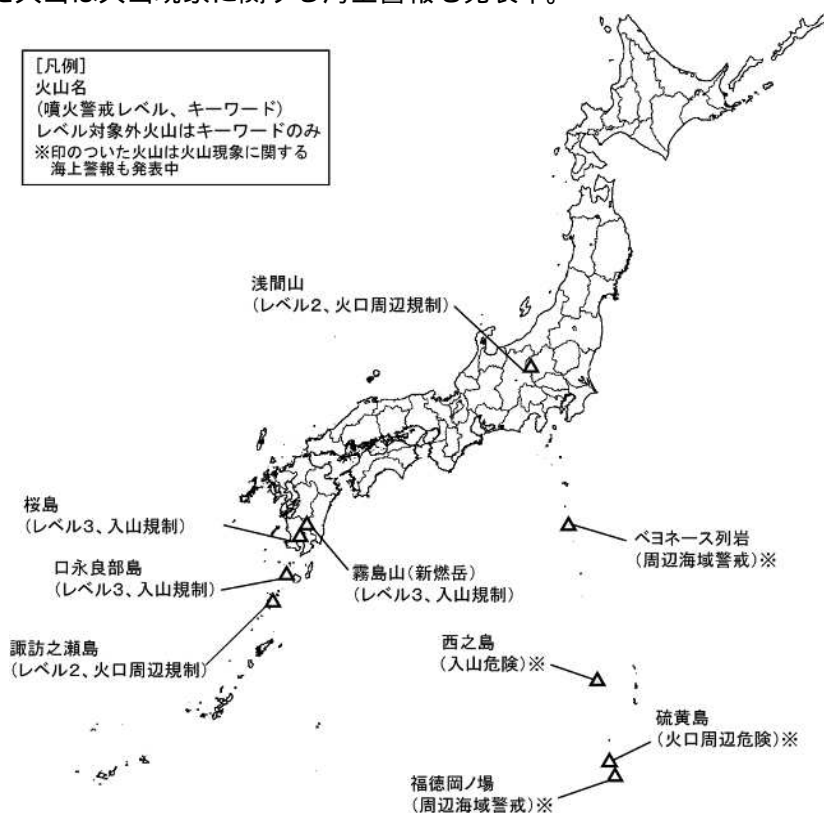 [凡例]
火山名
(噴火警戒レベル、キーワード)
レベル対象外火山はキーワードのみ
※印のついた火山は火山現象に関する
海上警報も発表中
浅間山
(レベル2、火口周辺規制)
桜島
(レベル3、入山規制)
口永良部島
(レベル3、入山規制)
諏訪之瀬島
(レベル2、火口周辺規制)
霧島山(新燃岳)
(レベル3、入山規制)
ベヨネース列岩
(周辺海域警戒)※
西之島
(入山危険)※
硫黄島
(火口周辺危険)※
福徳岡ノ場
(周辺海域警戒)※